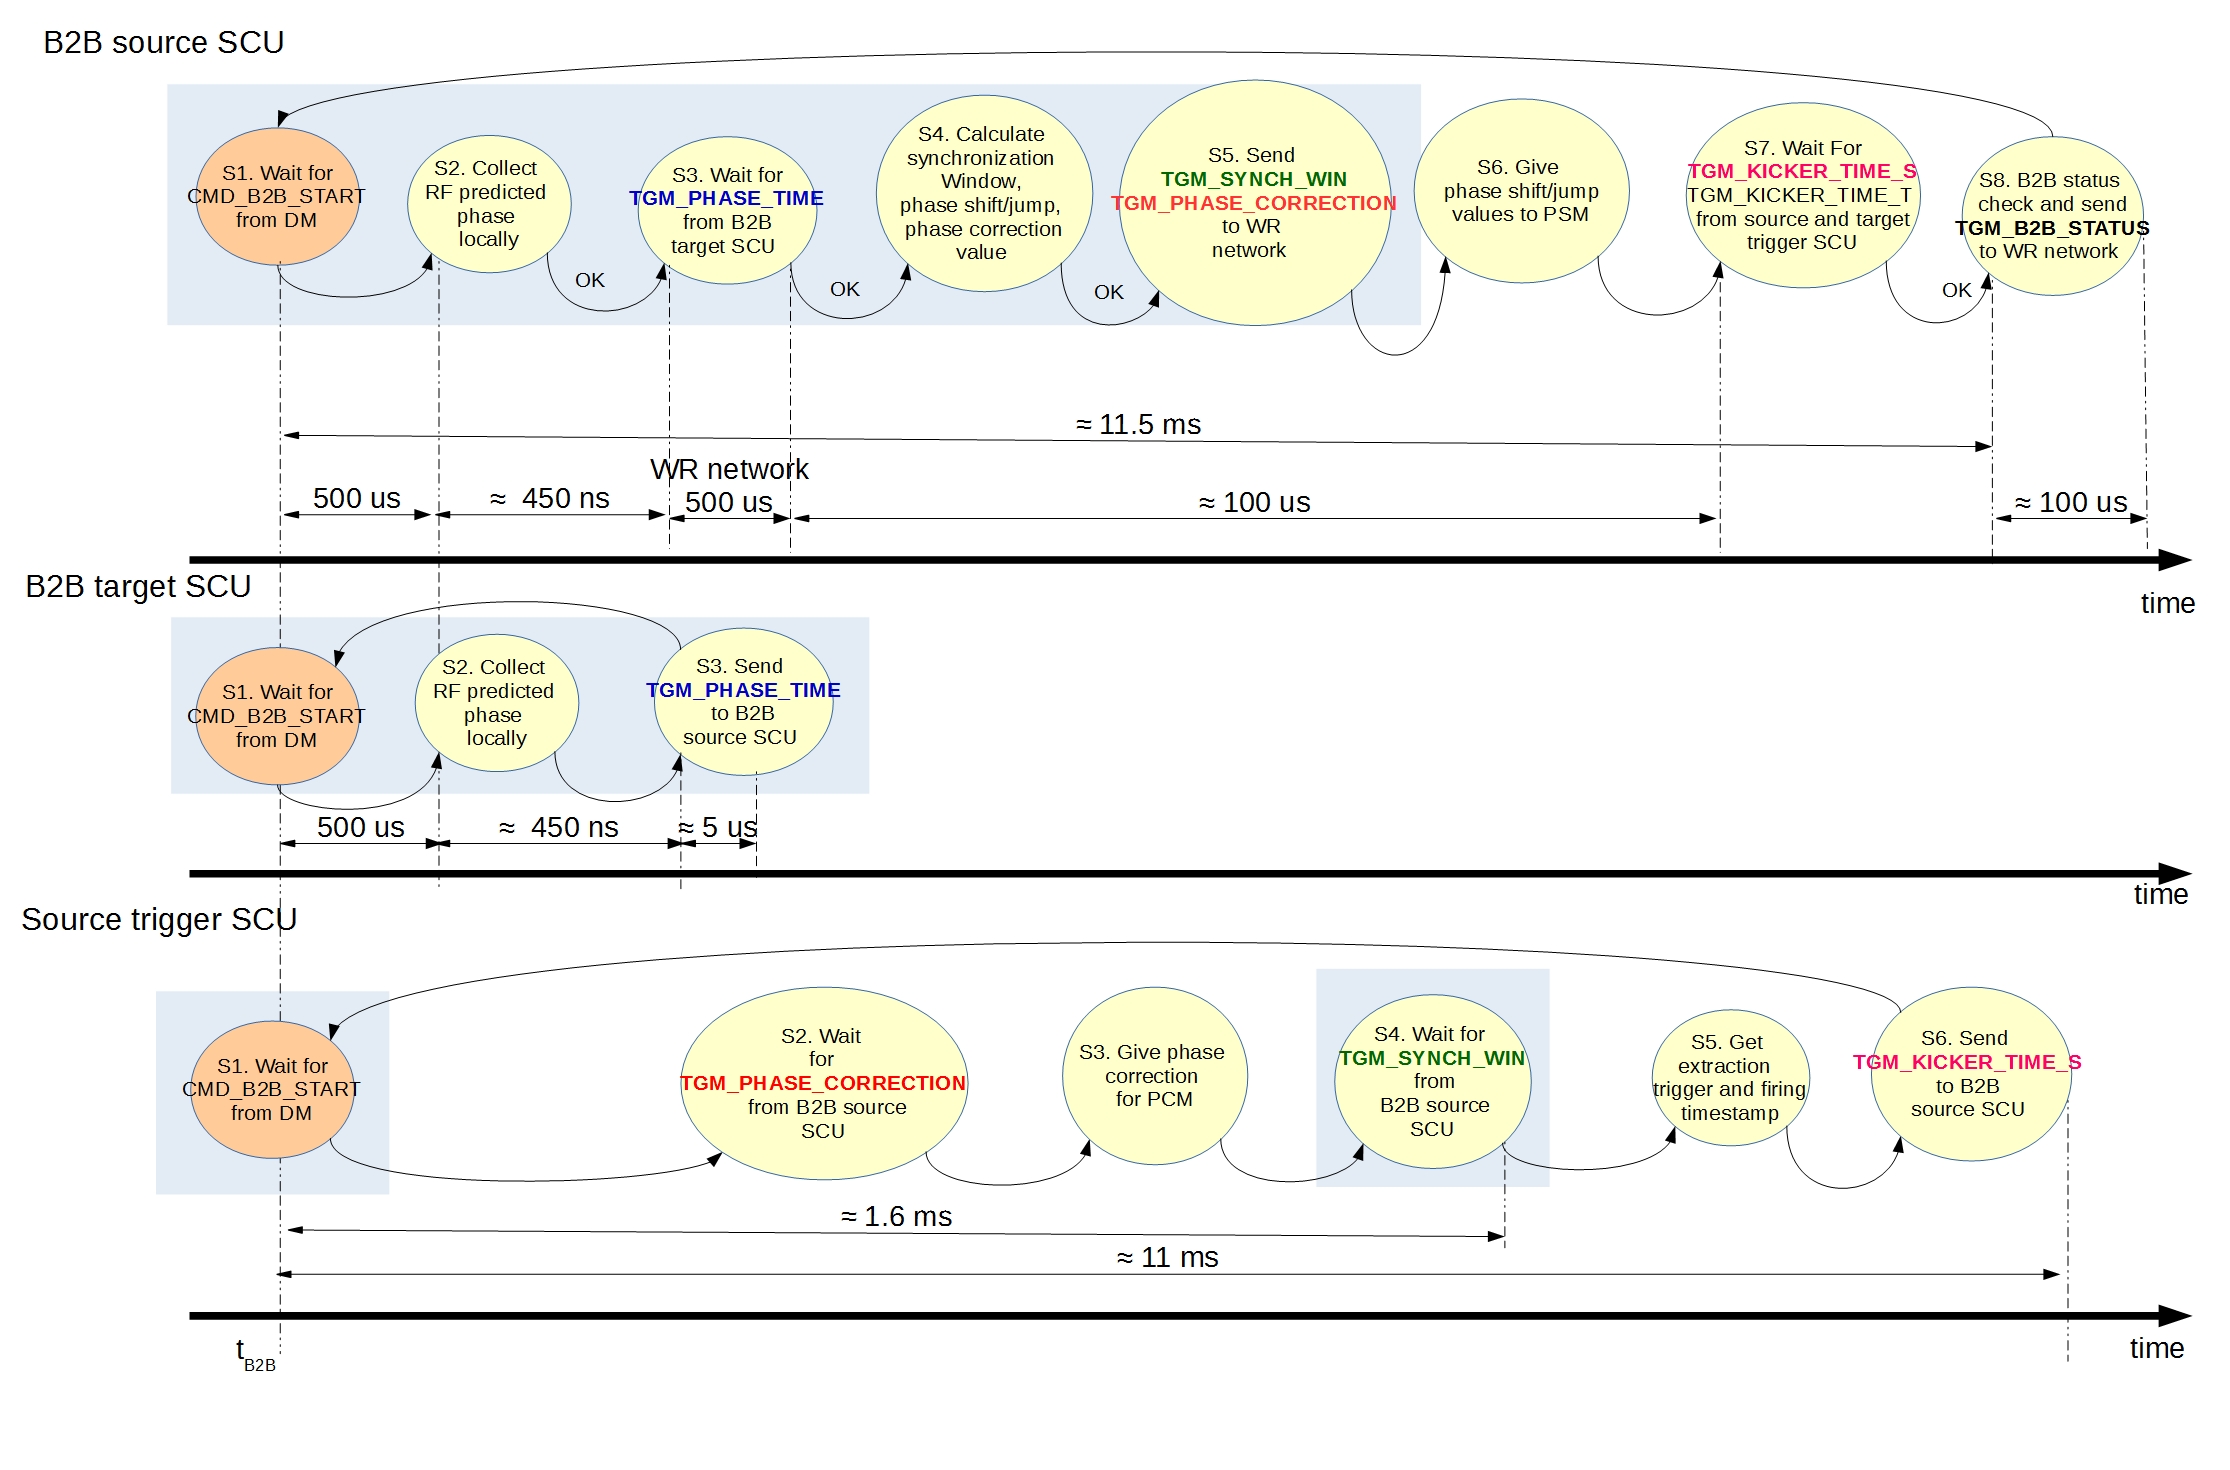 B2B source SCU
S1. Wait for
CMD_B2B_START
from DM
S2. Collect
RF predicted
phase
locally
OK
S3. Wait for
TGM_PHASE_TIME
from B2B
target SCU
OK
S4. Calculate
synchronization
Window,
phase shift/jump,
phase correction
value
OK
S5. Send
TGM_SYNCH_WIN
TGM_PHASE_CORRECTION
to WR
network
S6. Give
phase shift/jump
values to PSM
S7. Wait For
TGM_KICKER_TIME_S
TGM_KICKER_TIME_T
from source and target
trigger SCU
OK
S8. B2B status
check and send
TGM_B2B_STATUS
to WR network
≈ 11.5 ms
WR network
500 us
≈ 450 ns
500 us
≈ 100 us
≈ 100 us
time
B2B target SCU
S1. Wait for
CMD_B2B_START
from DM
S2. Collect
RF predicted
phase
locally
S3. Send
TGM_PHASE_TIME
to B2B
source SCU
500 us
≈ 450 ns
≈ 5 us
time
Source trigger SCU
S1. Wait for
CMD_B2B_START
from DM
S2. Wait
for
TGM_PHASE_CORRECTION
from B2B source
SCU
S3. Give phase
correction
for PCM
S4. Wait for
TGM_SYNCH_WIN
from
B2B source
SCU
S5. Get
extraction
trigger and firing
timestamp
S6. Send
TGM_KICKER_TIME_S
to B2B
source SCU
≈ 1.6 ms
≈ 11 ms
tB2B
time